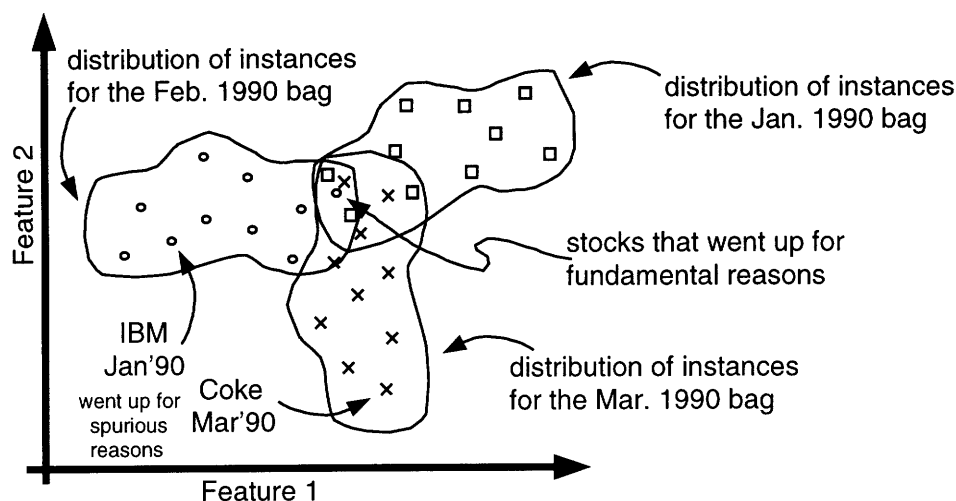 distribution of instances
for the Feb. 1990 bag
distribution of instances
for the Jan. 1990 bag
Feature 2
stocks that went up for
fundamental reasons
IBM
Jan'90
went up for
spurious
reasons
Coke
Mar'90
distribution of instances
for the Mar. 1990 bag
Feature 1